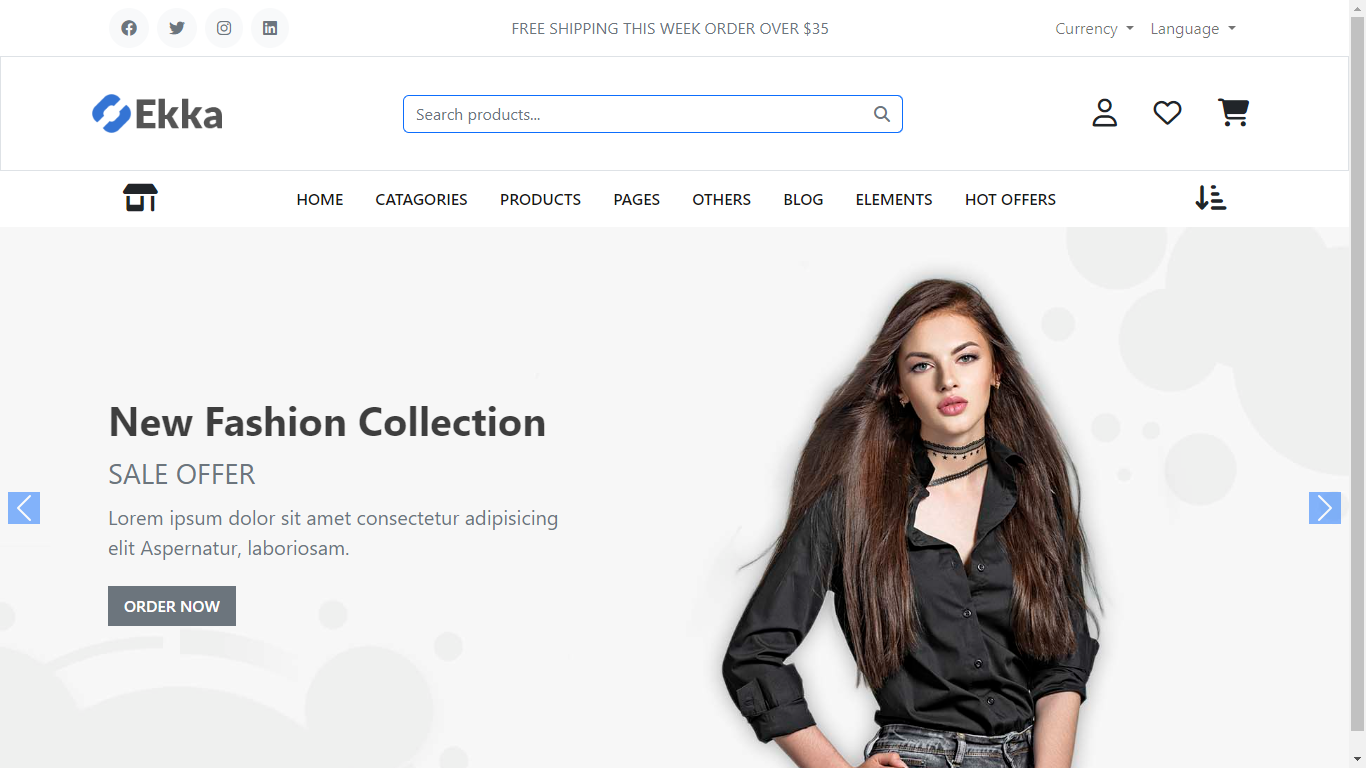 FREE SHIPPING THIS WEEK ORDER OVER $35
Currency
Language
Ekka
Search products...
HOME
CATAGORIES
PRODUCTS
PAGES
OTHERS
BLOG
ELEMENTS
HOT OFFERS
New Fashion Collection
SALE OFFER
Lorem ipsum dolor sit amet consectetur adipisicing
elit Aspernatur, laboriosam.
ORDER NOW